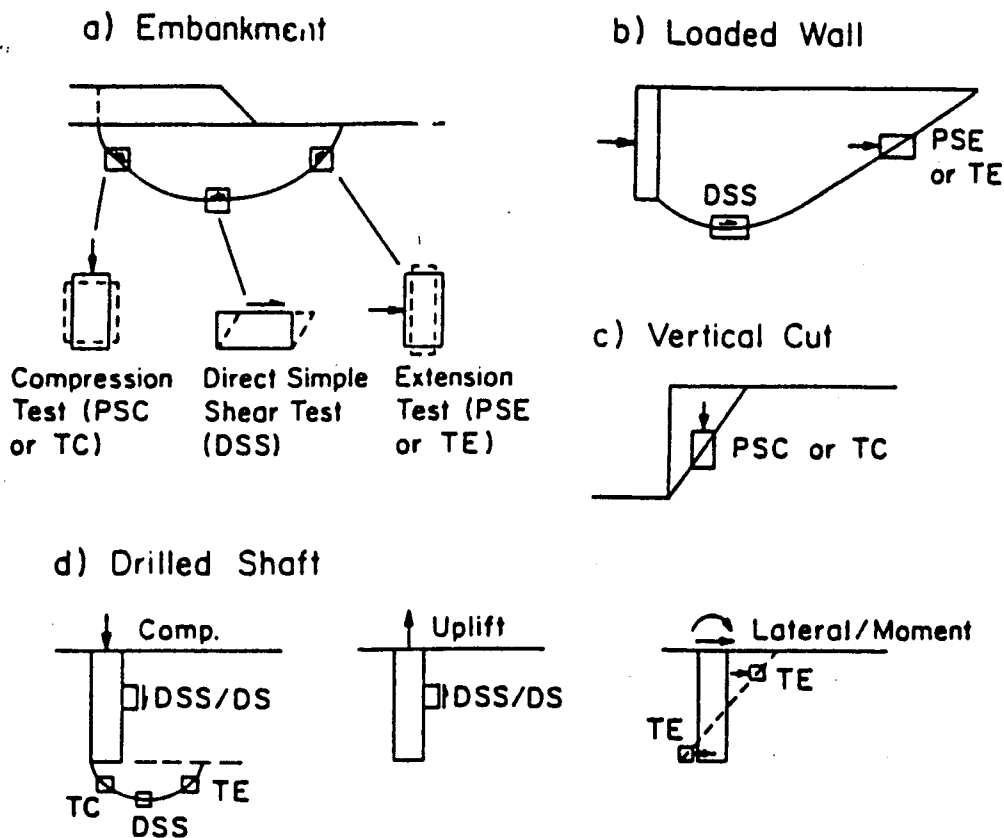 a) Embankment
b) Loaded Wall
PSE
or TE
DSS
Compression
Test (PSC
or TC)
Direct Simple
Shear Test
(DSS)
Extension
Test (PSE
or TE)
c) Vertical Cut
PSC or TC
d) Drilled Shaft
Comp.
DSS/DS
TC
TE
DSS
Uplift
DSS/DS
Lateral/Moment
TE
TE